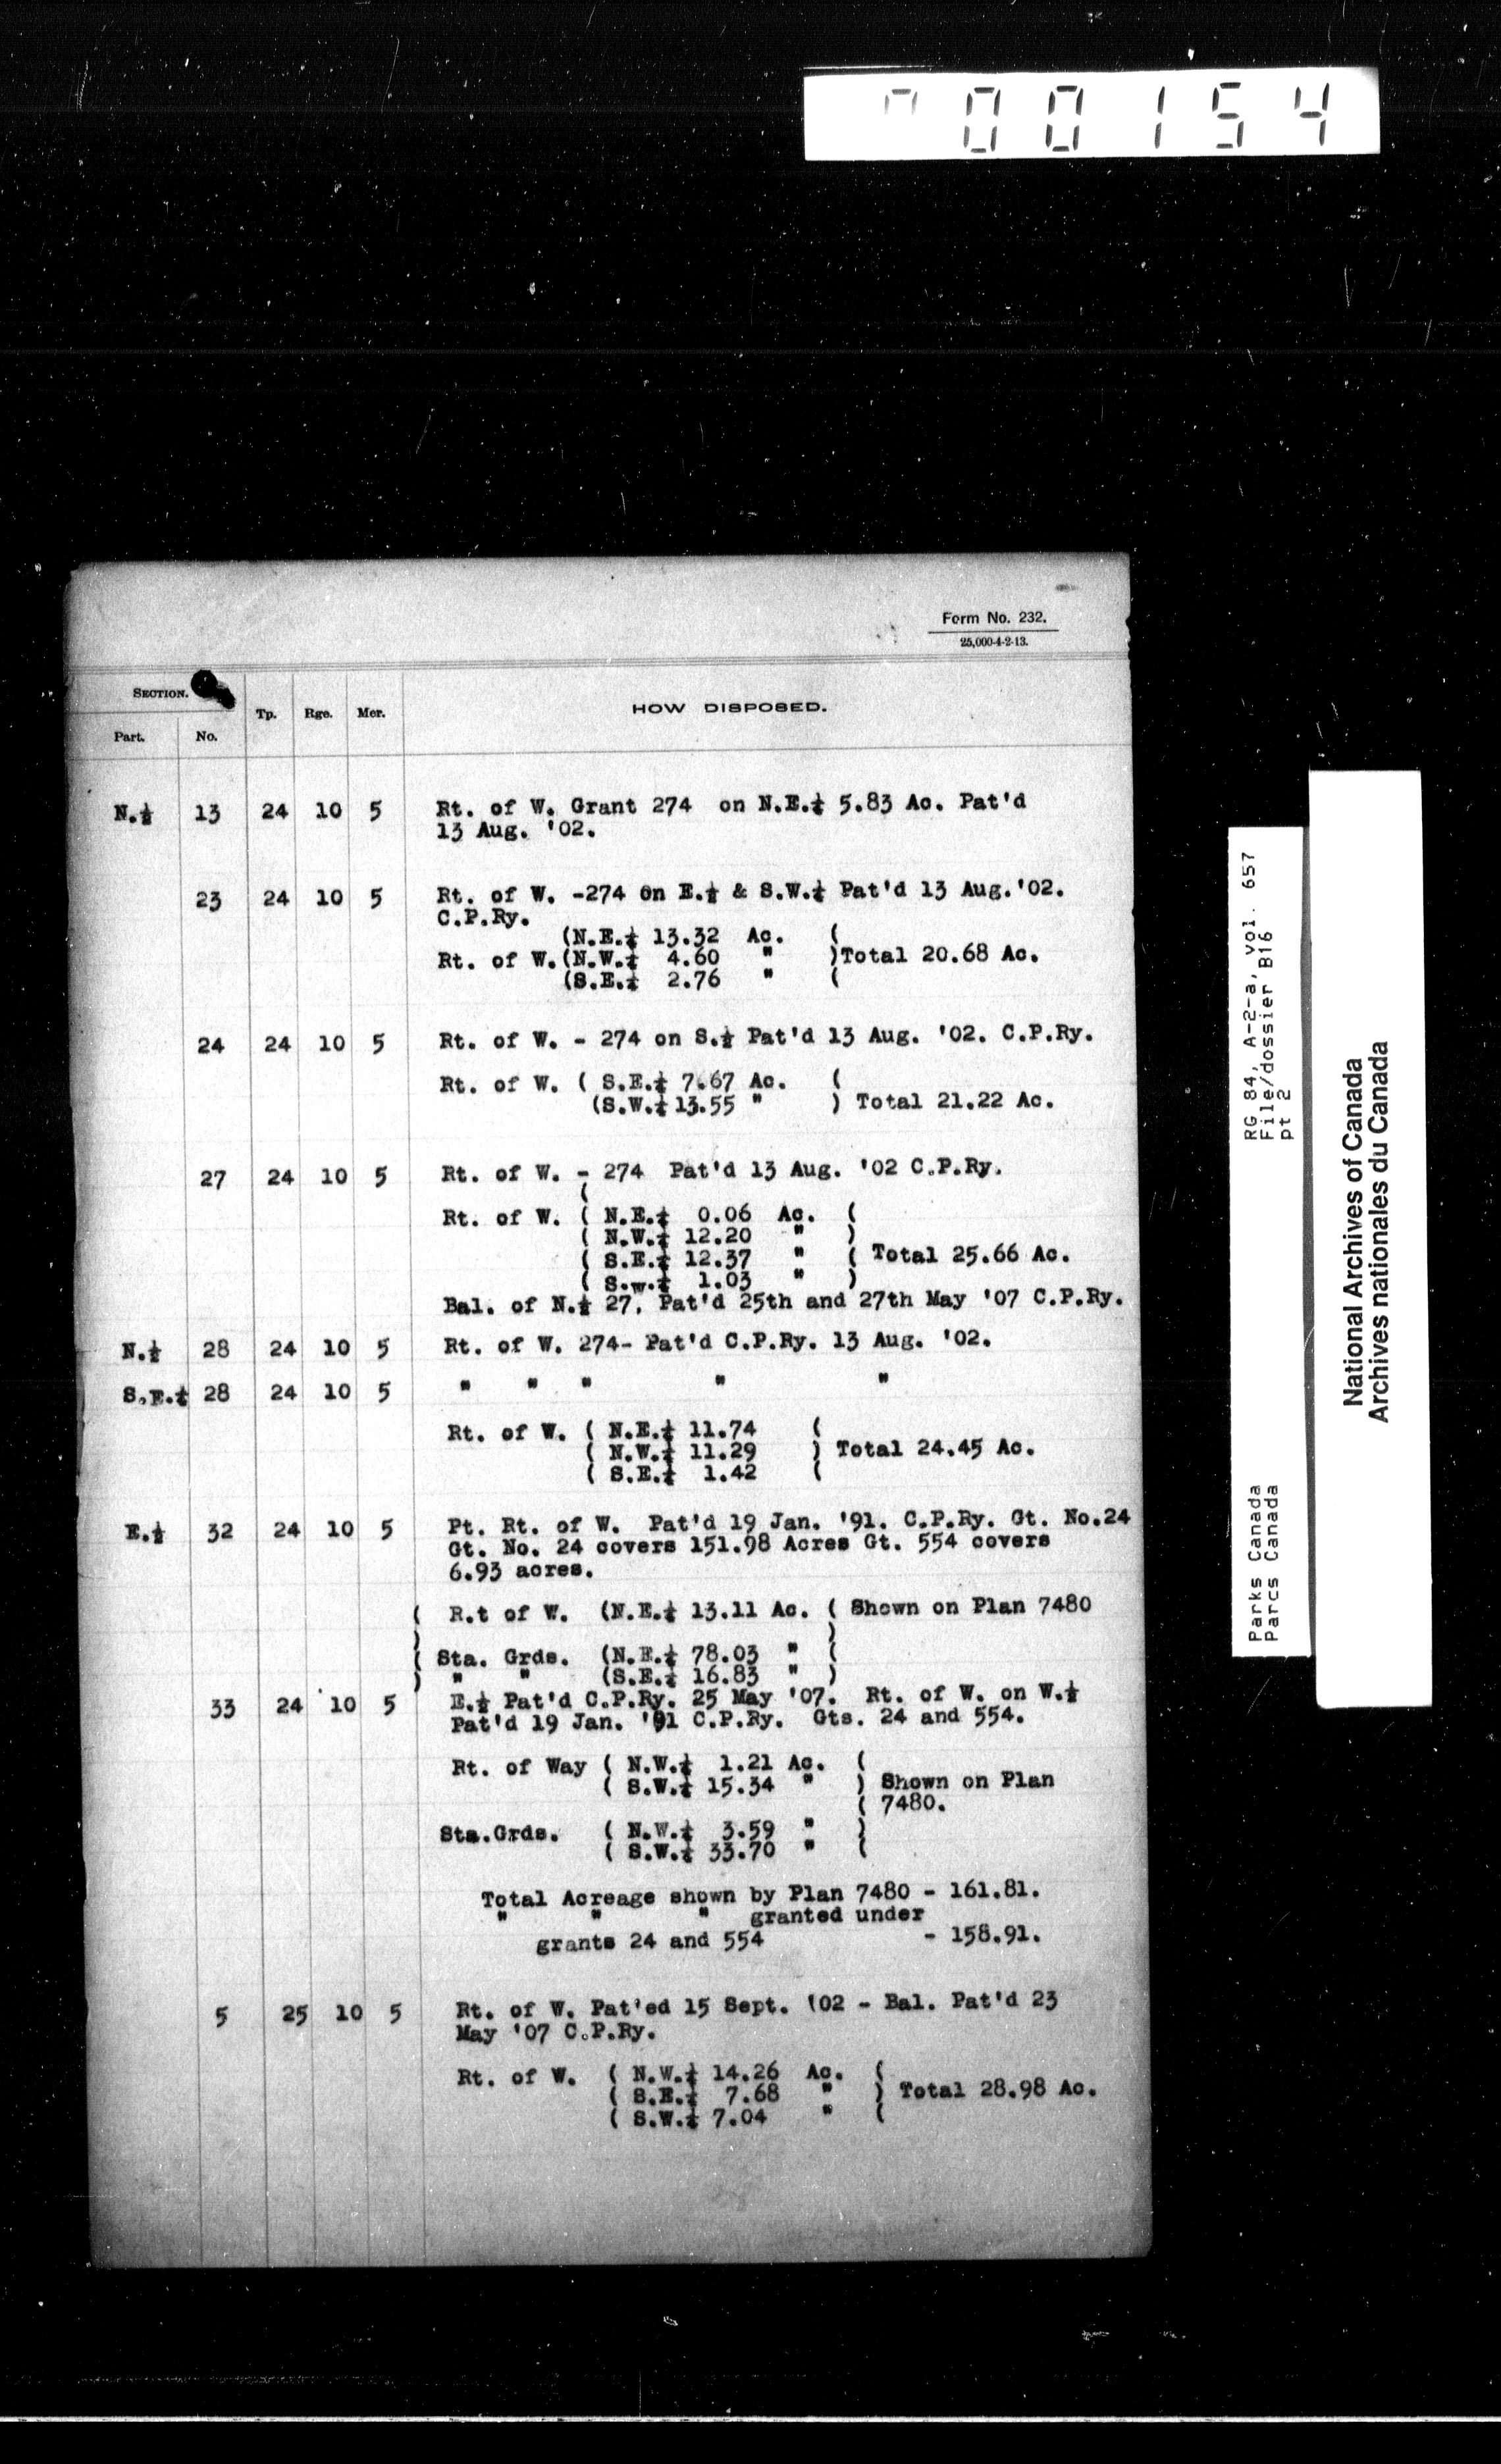 000154
Form No. 232.
25,000-4-2-13.
SECTION. Tp. Rge. Mer. HOW DISPOSED.
Part. No.
N.½ 13 24 10 5 Rt. of W. Grant 274 on N.E.¼ 5.83 Ac. Pat'd
13 Aug. '02.
23 24 10 5 Rt. of W. -274 on E.½ & S.W.¼ Pat'd 13 Aug.'02.
C.P.Ry.
(N.E.¼ 13.32 Ac. (
Rt. of W.(N.W.¼ 4.60 " )Total 20.68 Ac.
(S.E.¼ 2.76 " (
24 24 10 5 Rt. of W. - 274 on S.½ Pat'd 13 Aug. '02. C.P.Ry.
Rt. of W. ( S.E.¼ 7.67 Ac. (
(S.W.¼ 13.55 " ) Total 21.22 Ac.
27 24 10 5 Rt. of W. - 274 Pat'd 13 Aug. '02 C.P.Ry.
(
Rt. of W. ( N.E.¼ 0.06 Ac. (
( N.W.¼ 12.20 " )
( S.E.¼ 12.37 " ( Total 25.66 Ac.
( S.w.¼ 1.03 " )
Bal. of N.½ 27, Pat'd 25th and 27th May '07 C.P.Ry.
N.½ 28 24 10 5 Rt. of W. 274- Pat'd C.P.Ry. 13 Aug. '02.
S.E.¼ 28 24 10 5 " " " " "
Rt. of W. ( N.E.¼ 11.74 (
( N.W.¼ 11.29 ) Total 24.45 Ac.
( S.E.¼ 1.42 (
E.½ 32 24 10 5 Pt. Rt. of W. Pat'd 19 Jan. '91. C.P.Ry. Gt. No.24
Gt. No. 24 covers 151.98 Acres Gt. 554 covers
6.93 acres.
( R.t of W. (N.E.¼ 13.11 Ac. ( Shown on Plan 7480
) )
( Sta. Grds. (N.E.¼ 78.03 " (
) " " (S.E.¼ 16.83 " )
33 24 10 5 E.½ Pat'd C.P.Ry. 25 May '07. Rt. of W. on W.½
Pat'd 19 Jan. '91 C.P.Ry. Gts. 24 and 554.
Rt. of Way ( N.W.¼ 1.21 Ac. (
( S.W.¼ 15.34 " ) Shown on Plan
( 7480.
Sta.Grds. ( N.W.¼ 3.59 " )
( S.W.¼ 33.70 " (
Total Acreage shown by Plan 7480 - 161.81.
" " " granted under
grants 24 and 554 - 158.91.
5 25 10 5 Rt. of W. Pat'ed 15 Sept. '02 - Bal. Pat'd 23
May '07 C.P.Ry.
Rt. of W. ( N.W.¼ 14.26 Ac. (
( S.E.¼ 7.68 " ) Total 28.98 Ac.
( S.W.¼ 7.04 " (
RG 84, A-2-a, vol. 657
File/dossier B16
pt 2
Parks Canada
Parcs Canada
National Archives of Canada
Archives nationales du Canada